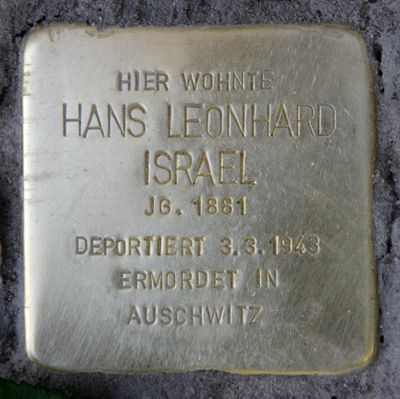 HIER WOHNTE
HANS LEONHARD
ISRAEL
JG. 1881
DEPORTIERT 3.3.1943
ERMORDET IN
AUSCHWITZ